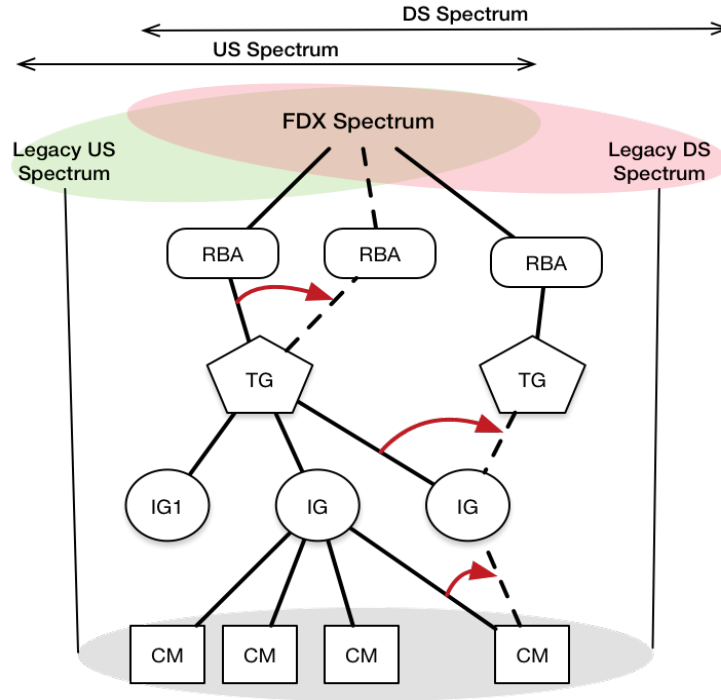 DS Spectrum
US Spectrum
FDX Spectrum
Legacy US
Spectrum
Legacy DS
Spectrum
RBA
RBA
RBA
TG
TG
IG1
IG
IG
CM
CM
CM
CM